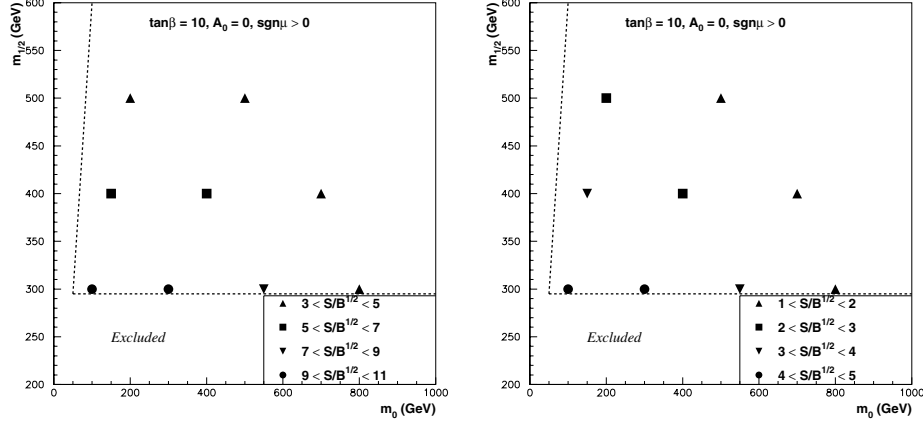 tanβ = 10, A0 = 0, sgnμ > 0
m1/2 (GeV)
600
550
500
450
400
350
300
250
200
Excluded
3 < S/B1/2 < 5
5 < S/B1/2 < 7
7 < S/B1/2 < 9
9 < S/B1/2 < 11
0 200 400 600 800 1000
m0 (GeV)
tanβ = 10, A0 = 0, sgnμ > 0
m1/2 (GeV)
600
550
500
450
400
350
300
250
200
Excluded
1 < S/B1/2 < 2
2 < S/B1/2 < 3
3 < S/B1/2 < 4
4 < S/B1/2 < 5
0 200 400 600 800 1000
m0 (GeV)